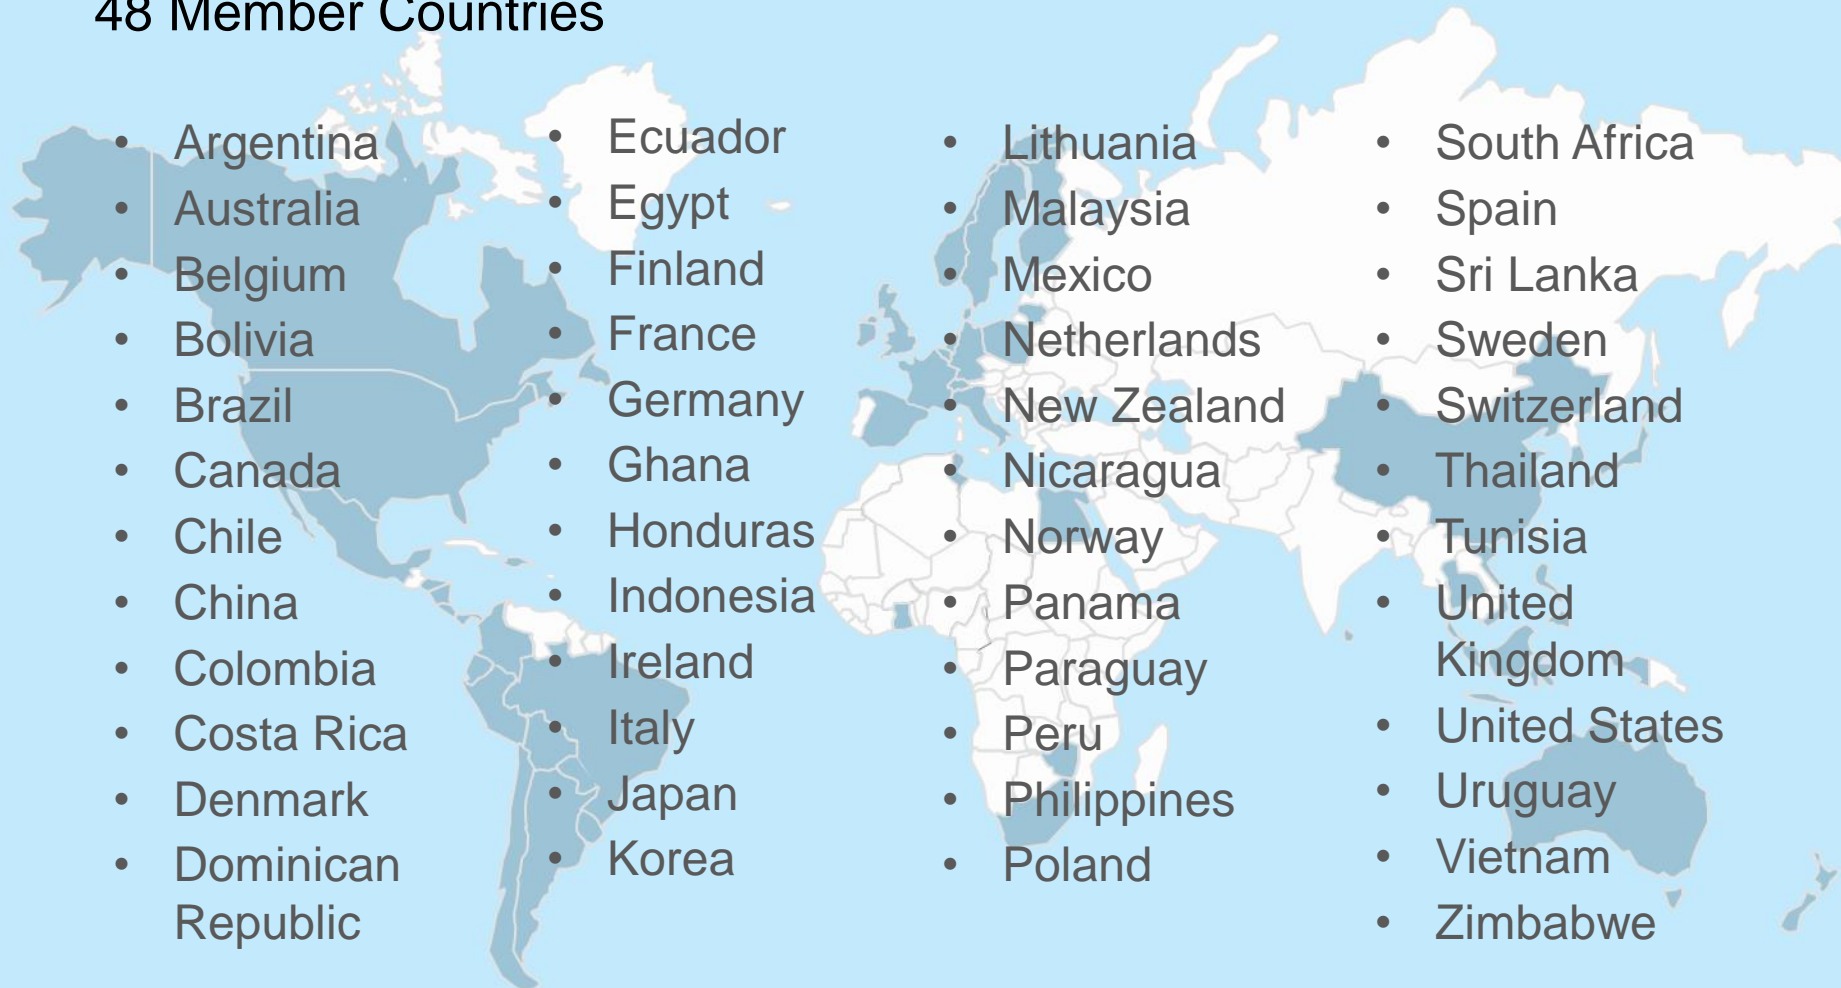 48 Member Countries
• Argentina
• Australia
• Belgium
• Bolivia
• Brazil
• Canada
• Chile
• China
• Colombia
• Costa Rica
• Denmark
• Dominican
Republic
• Ecuador
• Egypt
• Finland
• France
• Germany
• Ghana
• Honduras
• Indonesia
• Ireland
• Italy
• Japan
• Korea
• Lithuania
• Malaysia
• Mexico
• Netherlands
• New Zealand
• Nicaragua
• Norway
• Panama
• Paraguay
• Peru
• Philippines
• Poland
• South Africa
• Spain
• Sri Lanka
• Sweden
• Switzerland
• Thailand
• Tunisia
• United
Kingdom
• United States
• Uruguay
• Vietnam
• Zimbabwe